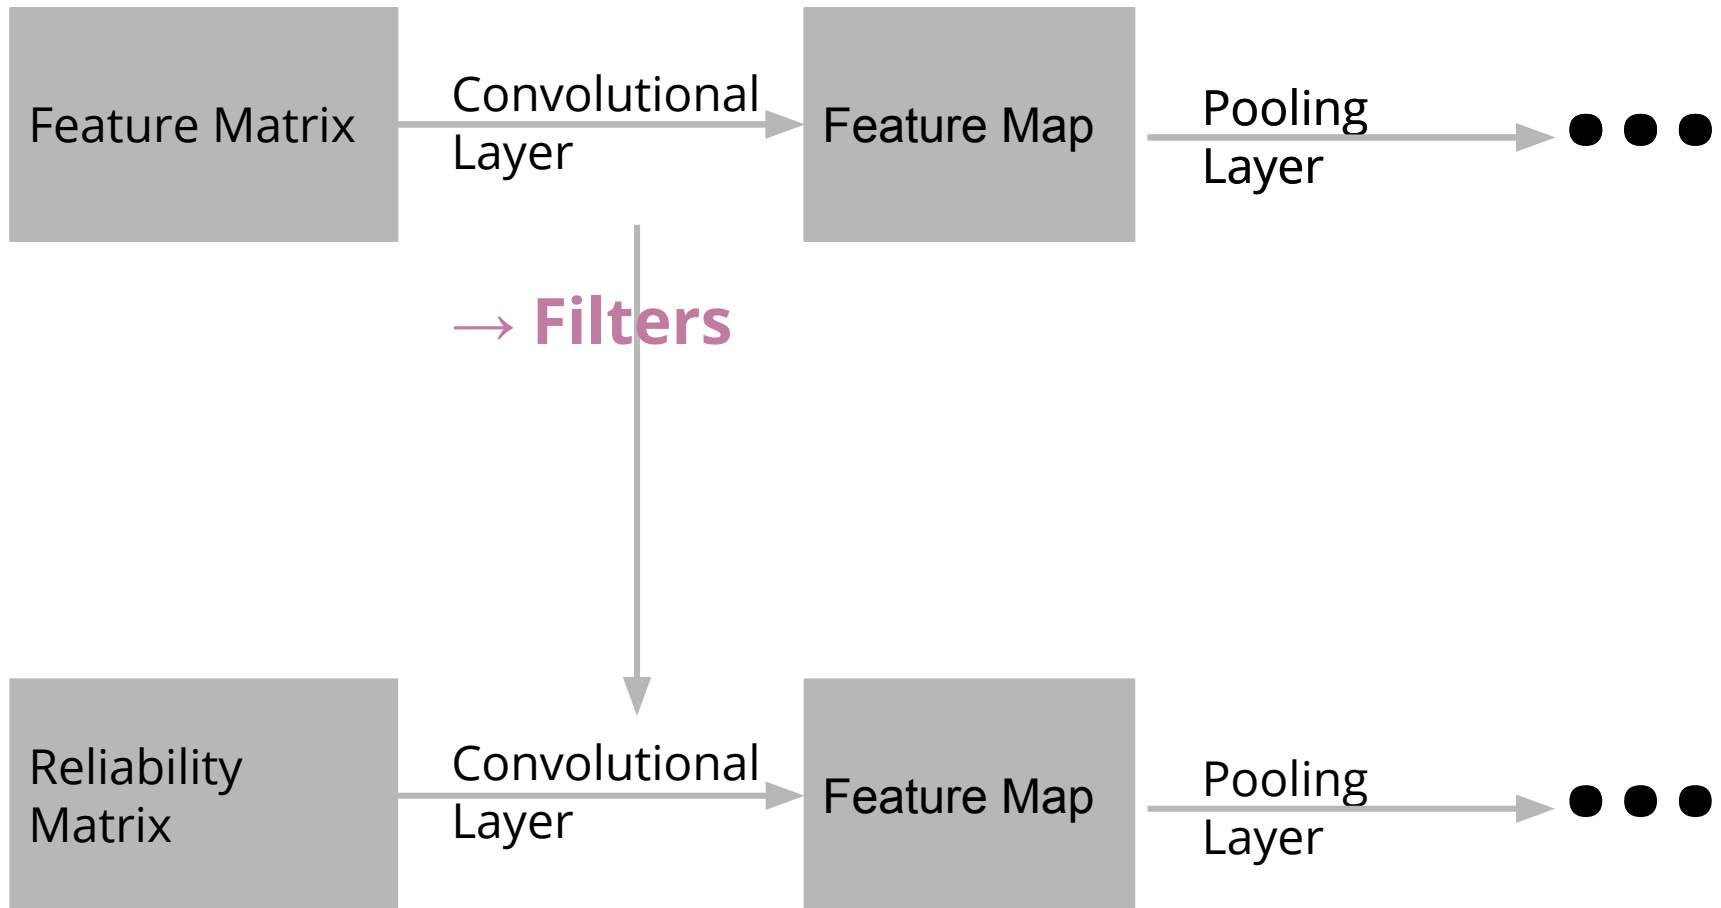 Feature Matrix
Convolutional
Layer
Feature Map
Pooling
Layer
● ● ●
→ Filters
Reliability
Matrix
Convolutional
Layer
Feature Map
Pooling
Layer
● ● ●